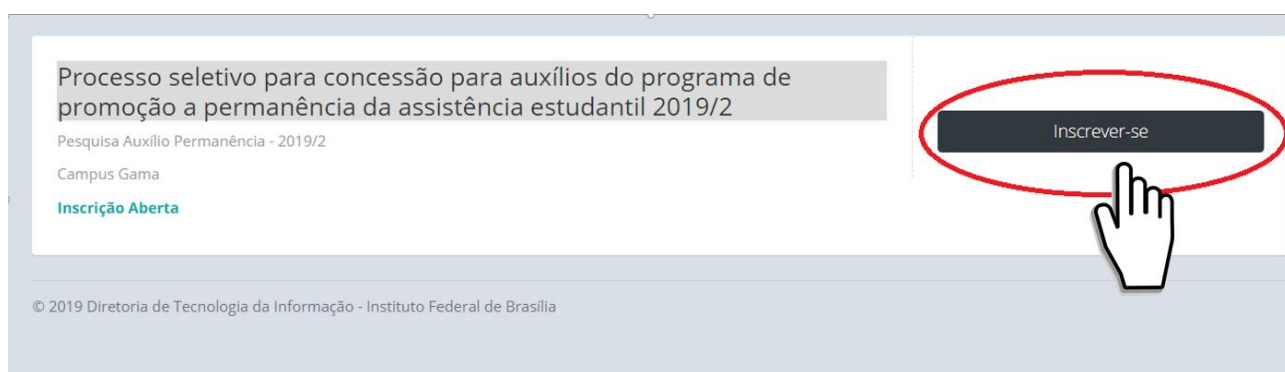 Processo seletivo para concessão para auxílios do programa de
promoção a permanência da assistência estudantil 2019/2
Pesquisa Auxílio Permanência - 2019/2
Campus Gama
Inscrição Aberta
Inscrever-se
© 2019 Diretoria de Tecnologia da Informação - Instituto Federal de Brasília